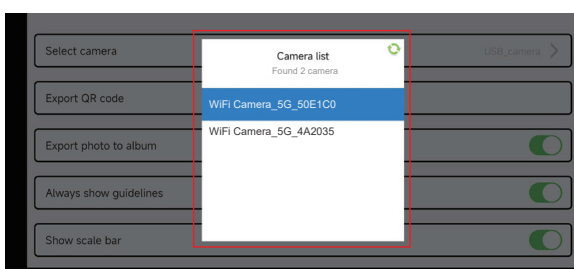 Select camera
USB_camera
Camera list
Found 2 camera
Export QR code
WiFi Camera_5G_50E1C0
WiFi Camera_5G_4A2035
Export photo to album
Always show guidelines
Show scale bar